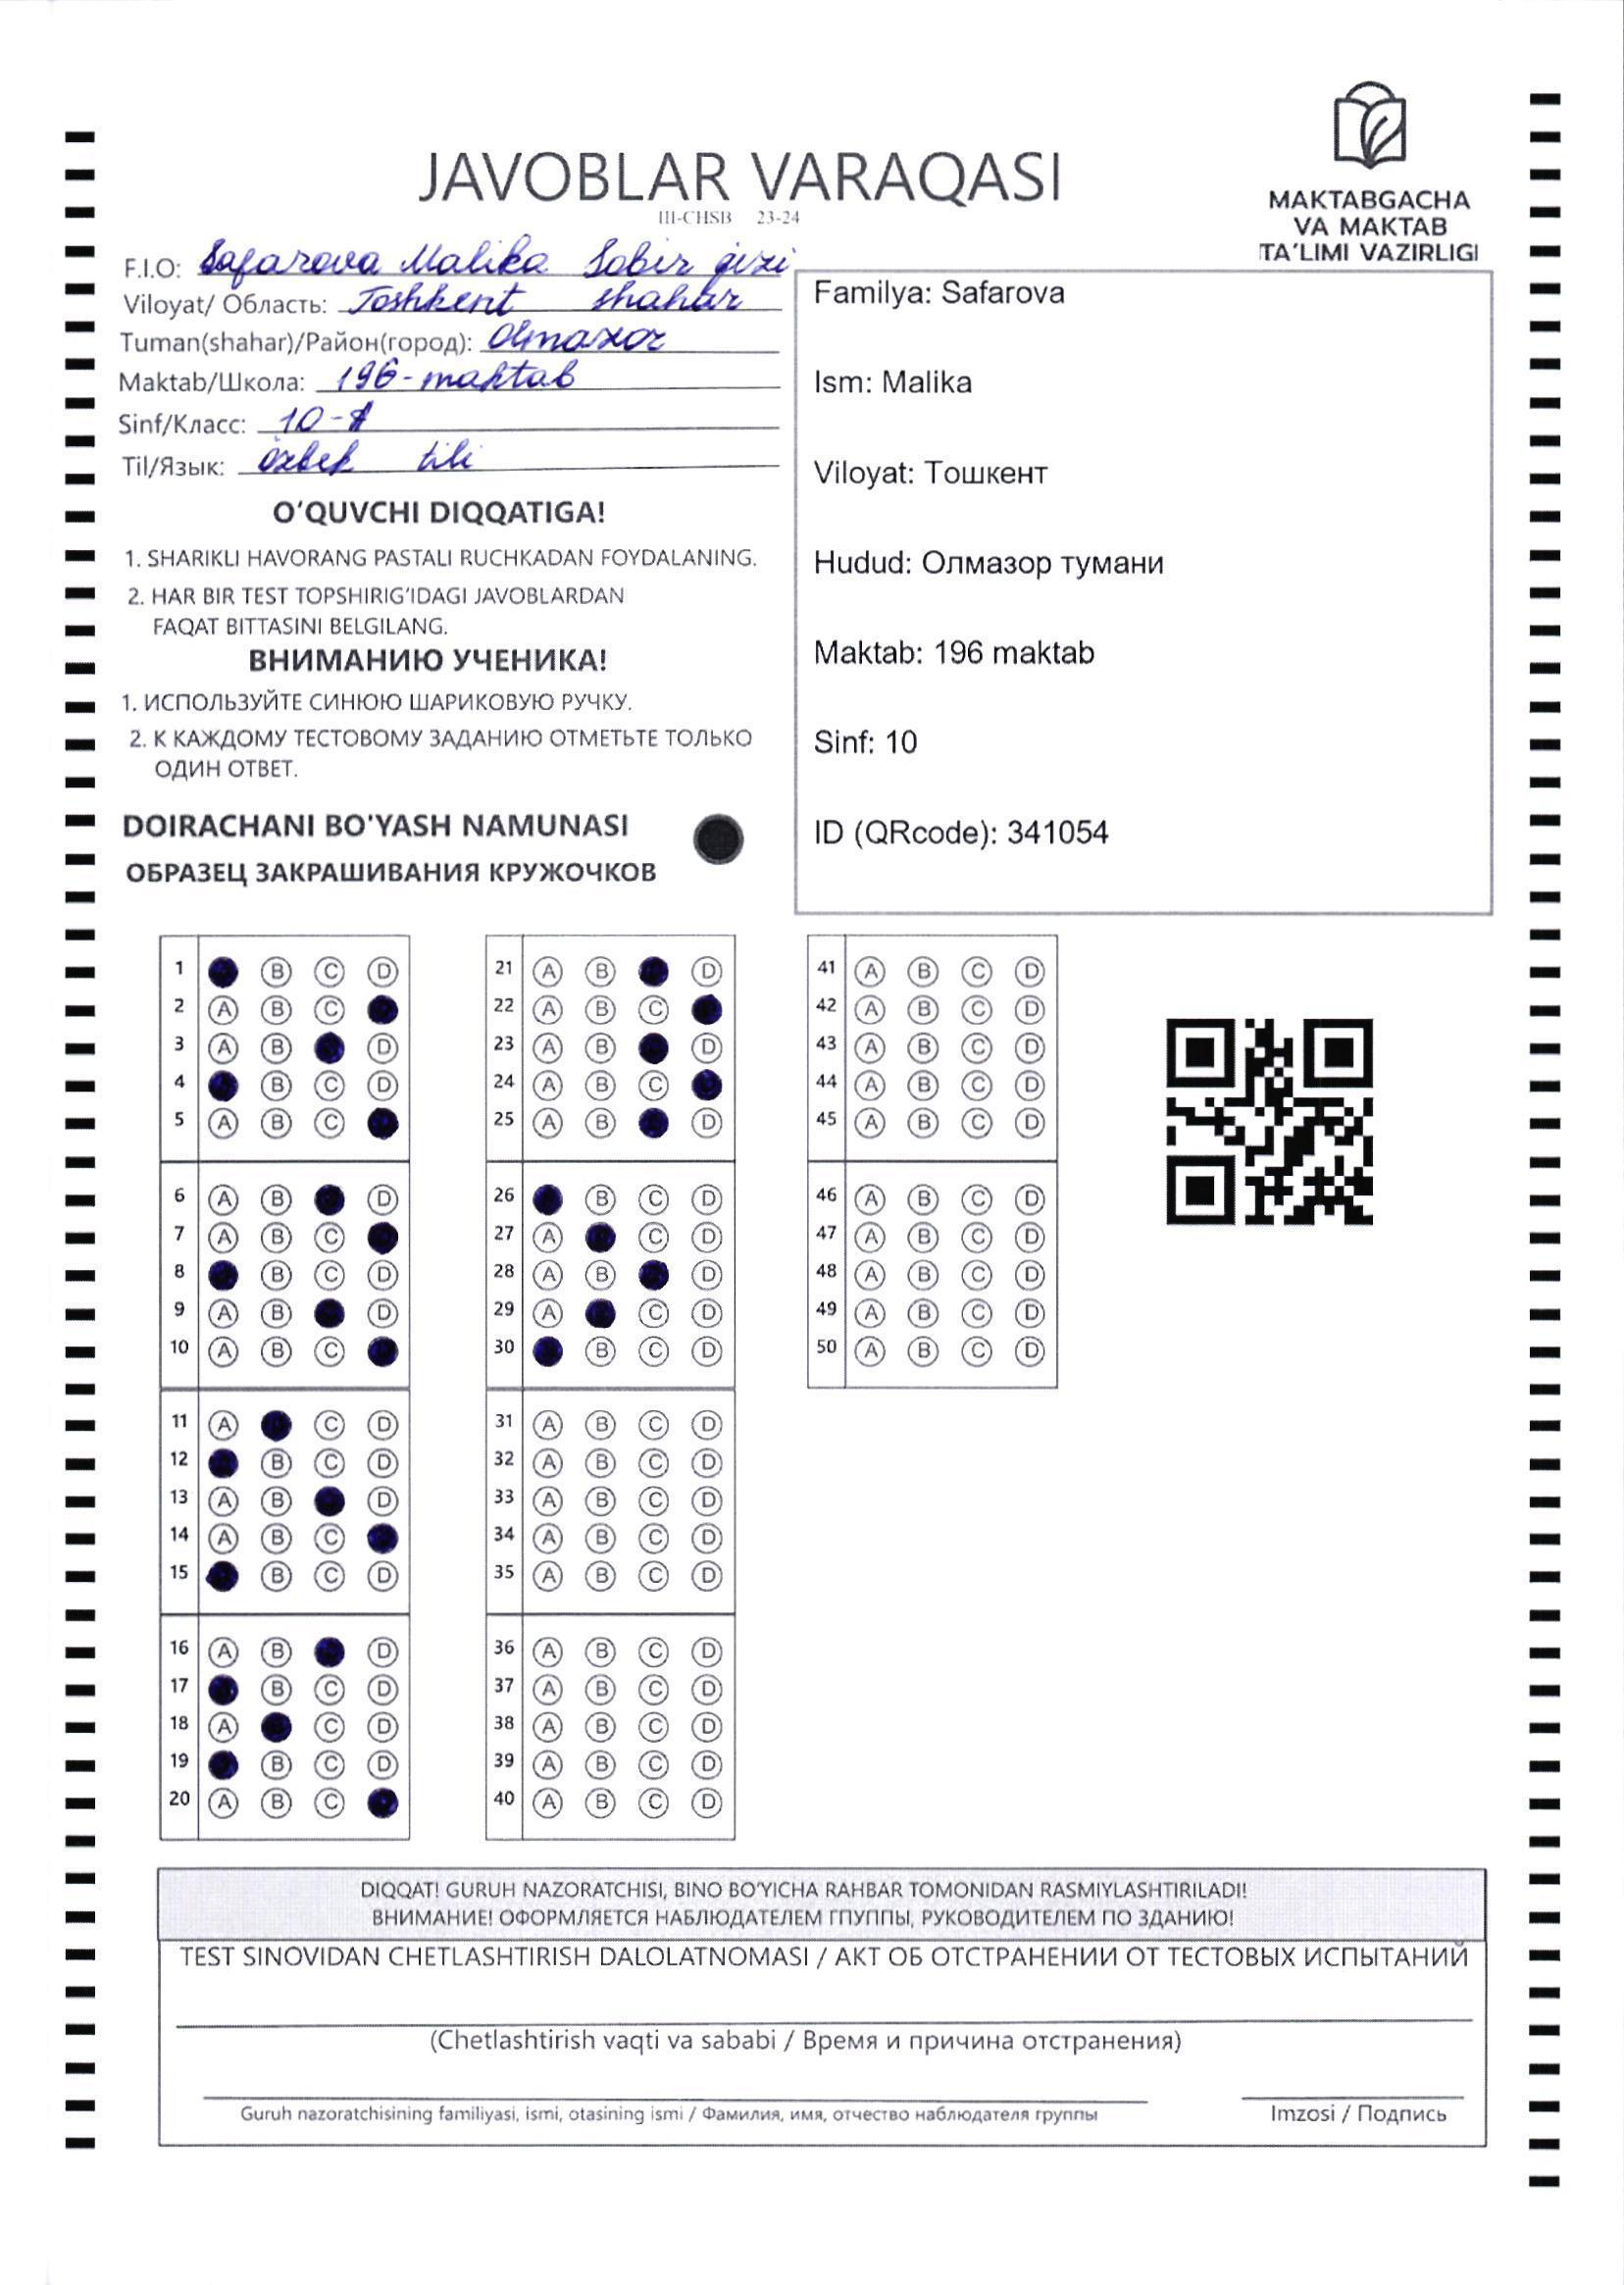 JAVOBLAR VARAQASI
III-CHSB 23-24
MAKTABGACHA
VA MAKTAB
TA'LIMI VAZIRLIGI
F.I.O: Safarova Malika Sobir qizi
Viloyat/ Область: Toshkent shahar
Tuman(shahar)/Район(город): Olmazor
Maktab/Школа: 196-maktab
Sinf/Класс: 10-A
Til/Язык: özbek tili
O'QUVCHI DIQQATIGA!
1. SHARIKLI HAVORANG PASTALI RUCHKADAN FOYDALANING.
2. HAR BIR TEST TOPSHIRIG'IDAGI JAVOBLARDAN
FAQAT BITTASINI BELGILANG.
ВНИМАНИЮ УЧЕНИКА!
1. ИСПОЛЬЗУЙТЕ СИНЮЮ ШАРИКОВУЮ РУЧКУ.
2. К КАЖДОМУ ТЕСТОВОМУ ЗАДАНИЮ ОТМЕТЬТЕ ТОЛЬКО
ОДИН ОТВЕТ.
DOIRACHANI BO'YASH NAMUNASI
ОБРАЗЕЦ ЗАКРАШИВАНИЯ КРУЖОЧКОВ
Familya: Safarova
Ism: Malika
Viloyat: Тошкент
Hudud: Олмазор тумани
Maktab: 196 maktab
Sinf: 10
ID (QRcode): 341054
1 B C D
2 A B C
3 A B D
4 B C D
5 A B C
6 A B D
7 A B C
8 B C D
9 A B D
10 A B C
11 A C D
12 B C D
13 A B D
14 A B C
15 B C D
16 A B D
17 B C D
18 A C D
19 B C D
20 A B C
21 A B D
22 A B C
23 A B D
24 A B C
25 A B D
26 B C D
27 A C D
28 A B D
29 A C D
30 B C D
31 A B C D
32 A B C D
33 A B C D
34 A B C D
35 A B C D
36 A B C D
37 A B C D
38 A B C D
39 A B C D
40 A B C D
41 A B C D
42 A B C D
43 A B C D
44 A B C D
45 A B C D
46 A B C D
47 A B C D
48 A B C D
49 A B C D
50 A B C D
DIQQAT! GURUH NAZORATCHISI, BINO BO'YICHA RAHBAR TOMONIDAN RASMIYLASHTIRILADI!
ВНИМАНИЕ! ОФОРМЛЯЕТСЯ НАБЛЮДАТЕЛЕМ ГПУППЫ, РУКОВОДИТЕЛЕМ ПО ЗДАНИЮ!
TEST SINOVIDAN CHETLASHTIRISH DALOLATNOMASI / АКТ ОБ ОТСТРАНЕНИИ ОТ ТЕСТОВЫХ ИСПЫТАНИЙ
(Chetlashtirish vaqti va sababi / Время и причина отстранения)
Guruh nazoratchisining familiyasi, ismi, otasining ismi / Фамилия, имя, отчество наблюдателя группы
Imzosi / Подпись